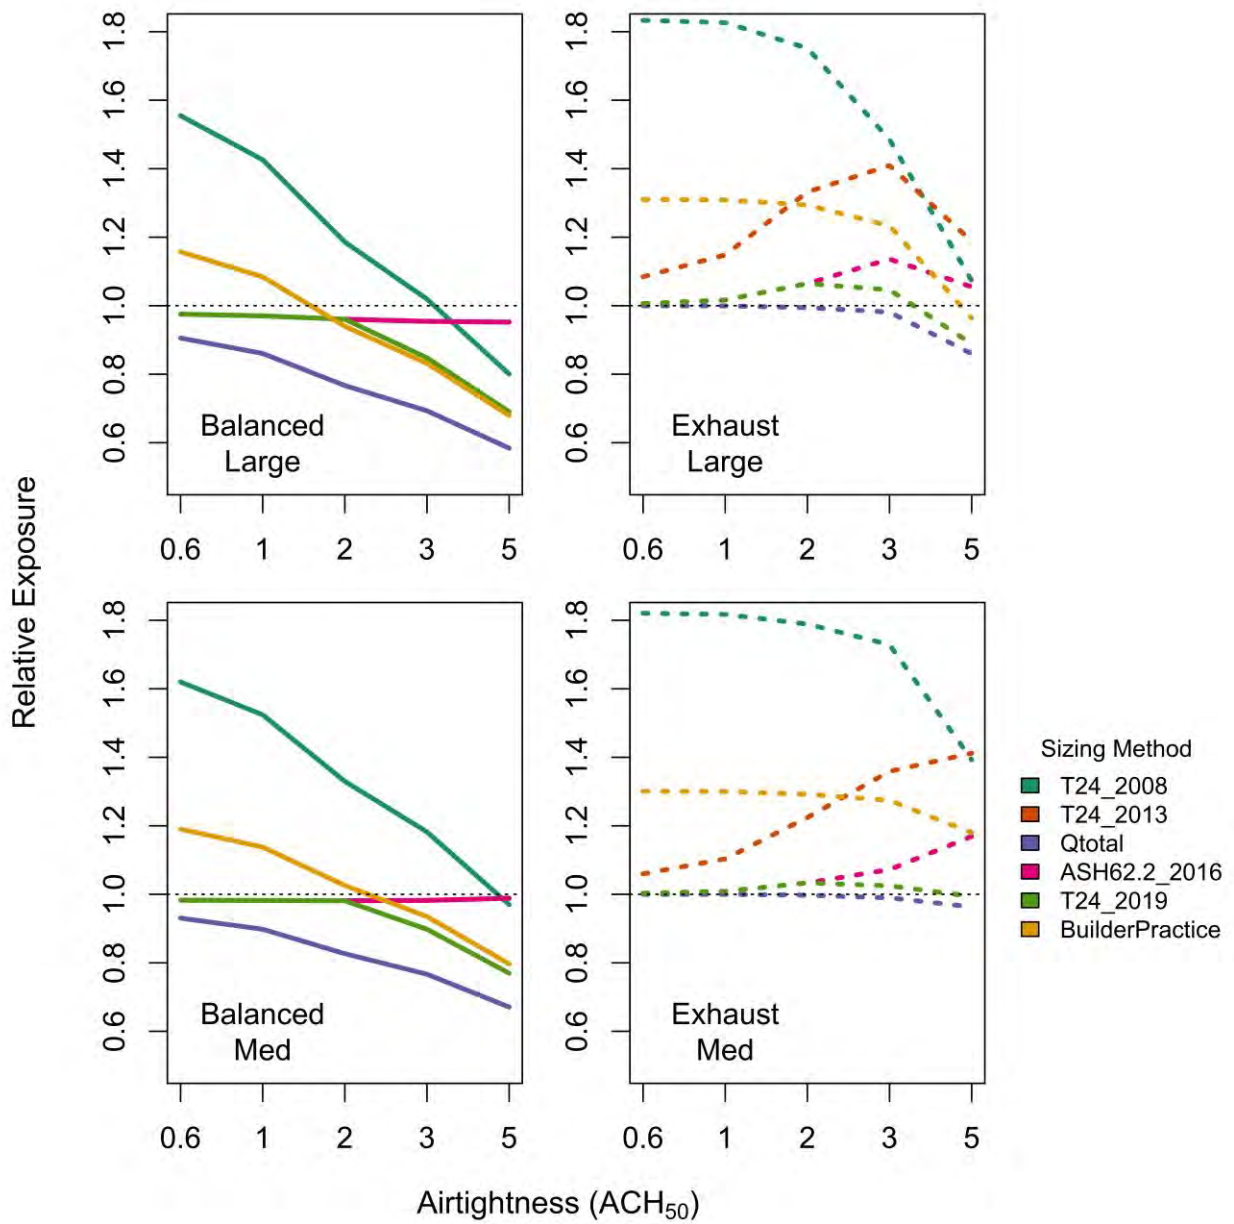 1.8
1.6
1.4
1.2
1.0
0.8
0.6
Balanced
Large
0.6 1 2 3 5
1.8
1.6
1.4
1.2
1.0
0.8
0.6
Exhaust
Large
0.6 1 2 3 5
Relative Exposure
1.8
1.6
1.4
1.2
1.0
0.8
0.6
Balanced
Med
0.6 1 2 3 5
1.8
1.6
1.4
1.2
1.0
0.8
0.6
Exhaust
Med
0.6 1 2 3 5
Airtightness (ACH₅₀)
Sizing Method
T24_2008
T24_2013
Qtotal
ASH62.2_2016
T24_2019
BuilderPractice